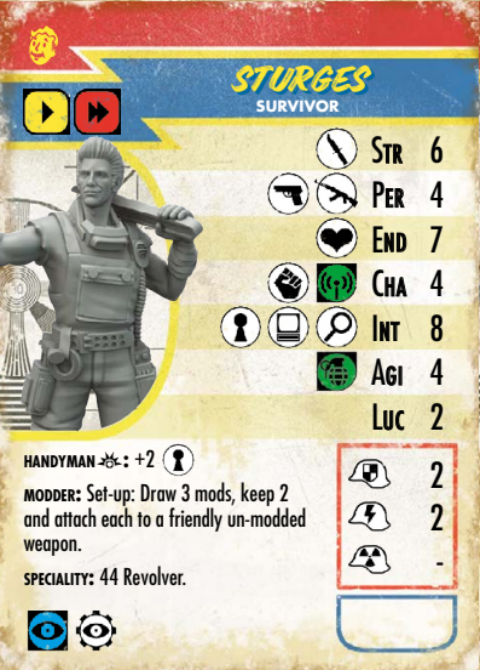 STURGES
SURVIVOR
STR 6
PER 4
END 7
CHA 4
INT 8
AGI 4
LUC 2
HANDYMAN : +2
MODDER: Set-up: Draw 3 mods, keep 2
and attach each to a friendly un-modded
weapon.
SPECIALITY: 44 Revolver.
2
2
-